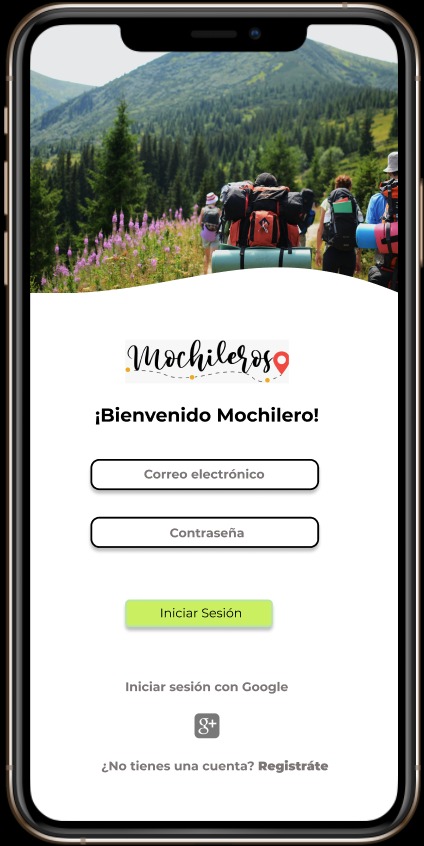 Mochileros
¡Bienvenido Mochilero!
Correo electrónico
Contraseña
Iniciar Sesión
Iniciar sesión con Google
g+
¿No tienes una cuenta? Registráte